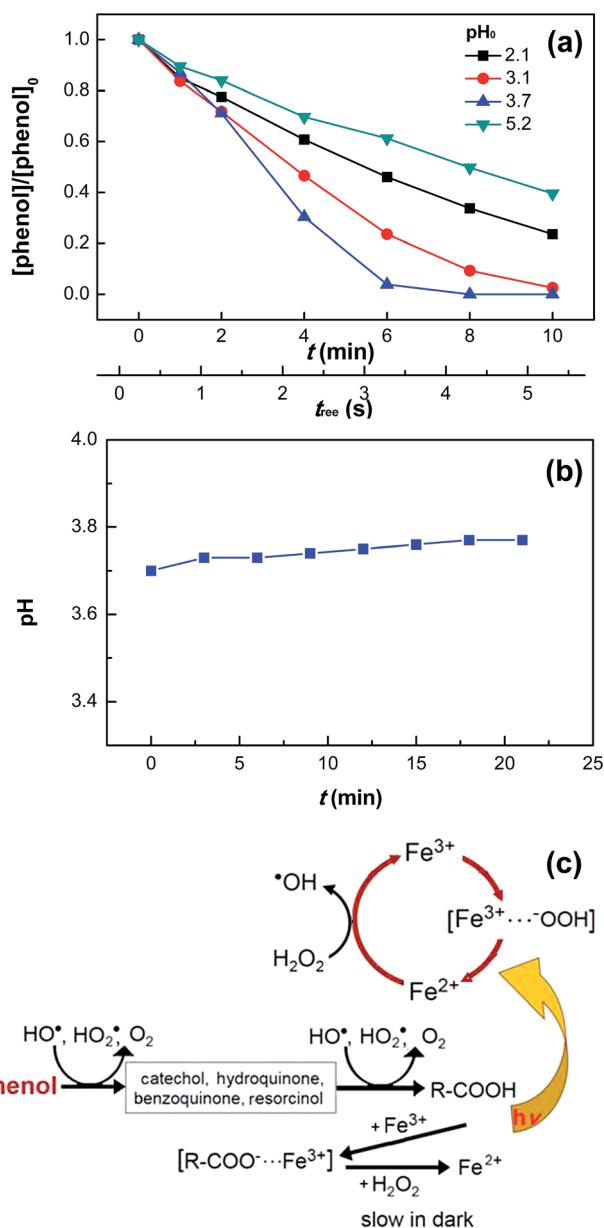 (a)
pH₀
2.1
3.1
3.7
5.2
[phenol]/[phenol]₀
1.0
0.8
0.6
0.4
0.2
0.0
0 2 4 6 8 10
t (min)
0 1 2 3 4 5
tree (s)
(b)
pH
4.0
3.8
3.6
3.4
0 5 10 15 20 25
t (min)
(c)
Fe³⁺
•OH
[Fe³⁺···⁻OOH]
H₂O₂
Fe²⁺
HO•, HO₂•, O₂
HO•, HO₂•, O₂
henol
catechol, hydroquinone,
benzoquinone, resorcinol
R-COOH
hν
+Fe³⁺
[R-COO⁻···Fe³⁺]
Fe²⁺
+H₂O₂
slow in dark